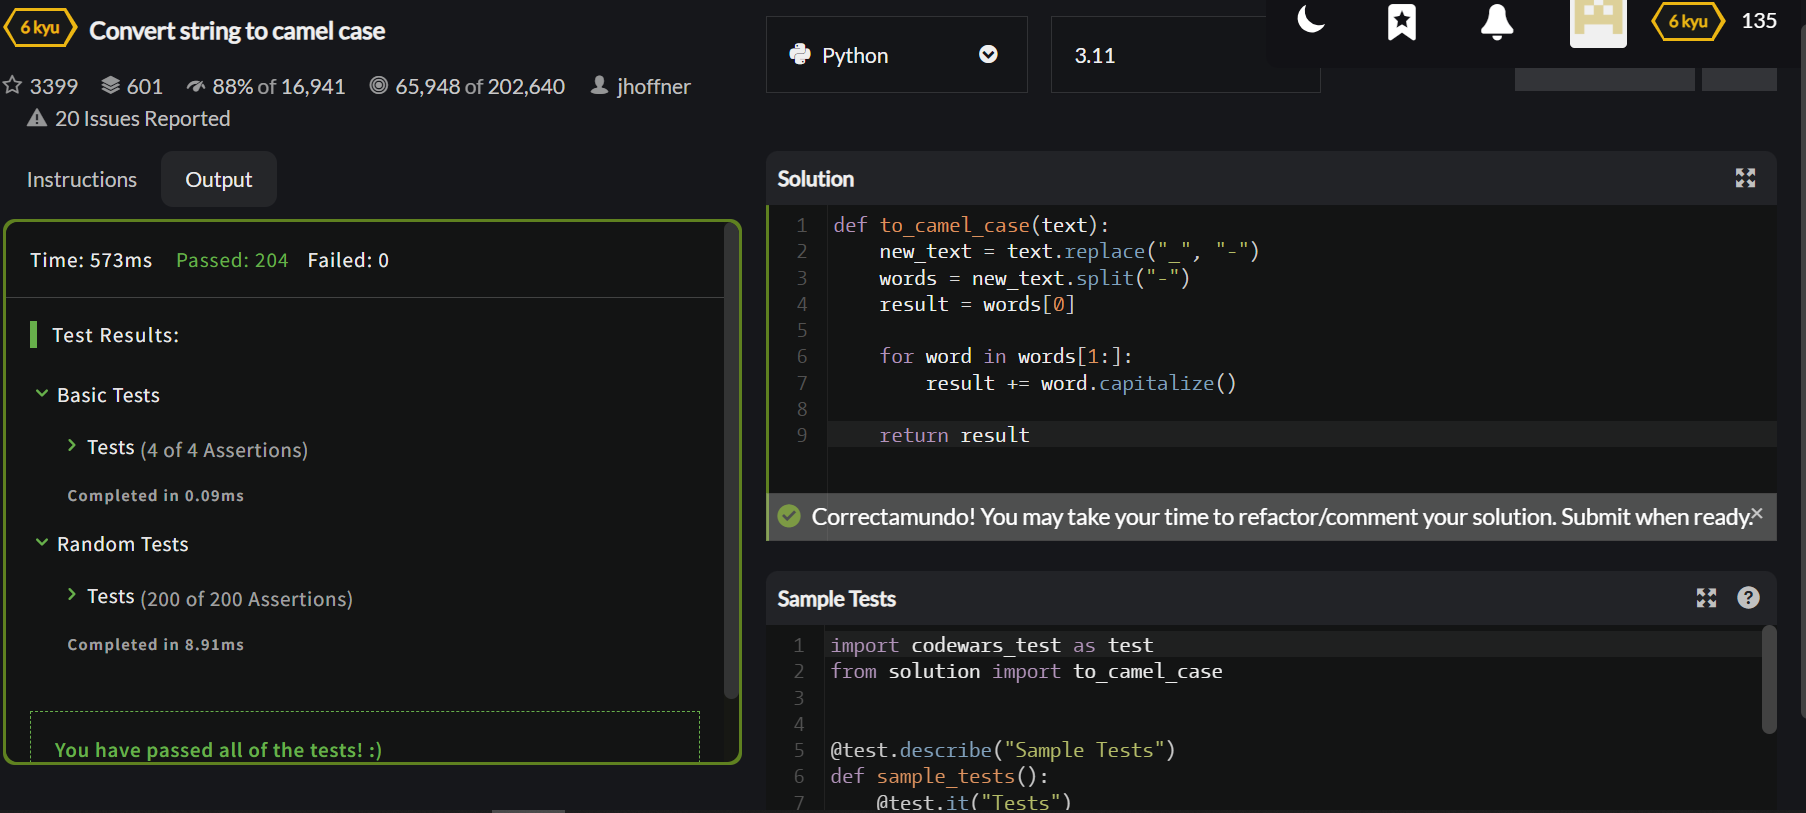 6 kyu Convert string to camel case
3399 601 88% of 16,941 65,948 of 202,640 jhoffner
20 Issues Reported
Python
3.11
6 kyu 135
Instructions Output
Time: 573ms Passed: 204 Failed: 0
Test Results:
Basic Tests
Tests (4 of 4 Assertions)
Completed in 0.09ms
Random Tests
Tests (200 of 200 Assertions)
Completed in 8.91ms
You have passed all of the tests! :)
Solution
1 def to_camel_case(text):
2     new_text = text.replace("_", "-")
3     words = new_text.split("-")
4     result = words[0]
5
6     for word in words[1:]:
7         result += word.capitalize()
8
9     return result
Correctamundo! You may take your time to refactor/comment your solution. Submit when ready.
Sample Tests
1 import codewars_test as test
2 from solution import to_camel_case
3
4
5 @test.describe("Sample Tests")
6 def sample_tests():
7     @test.it("Tests")